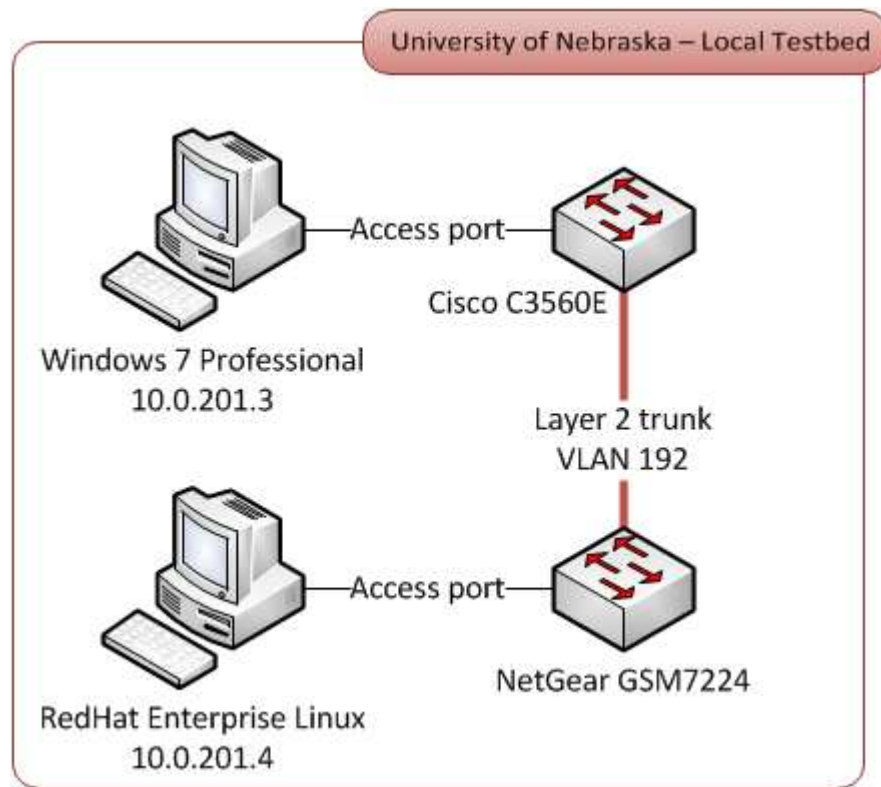 University of Nebraska – Local Testbed
Access port
Cisco C3560E
Windows 7 Professional
10.0.201.3
Layer 2 trunk
VLAN 192
Access port
NetGear GSM7224
RedHat Enterprise Linux
10.0.201.4